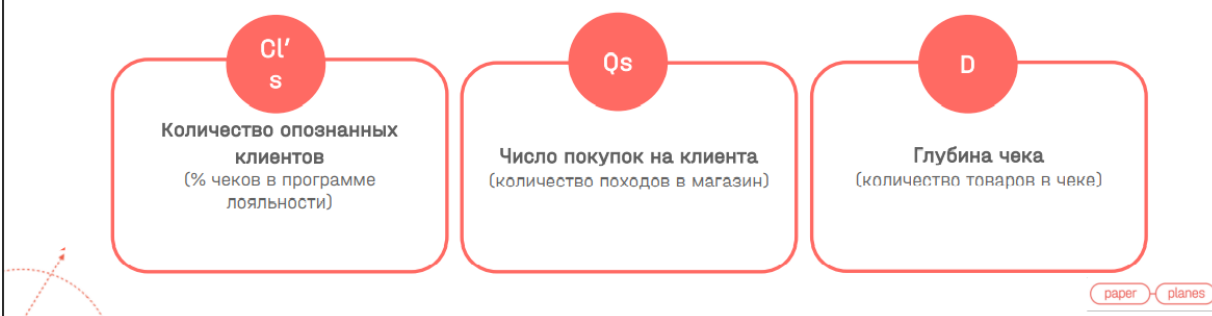 Cl’
s
Количество опознанных
клиентов
(% чеков в программе
лояльности)
Qs
Число покупок на клиента
(количество походов в магазин)
D
Глубина чека
(количество товаров в чеке)
paper planes